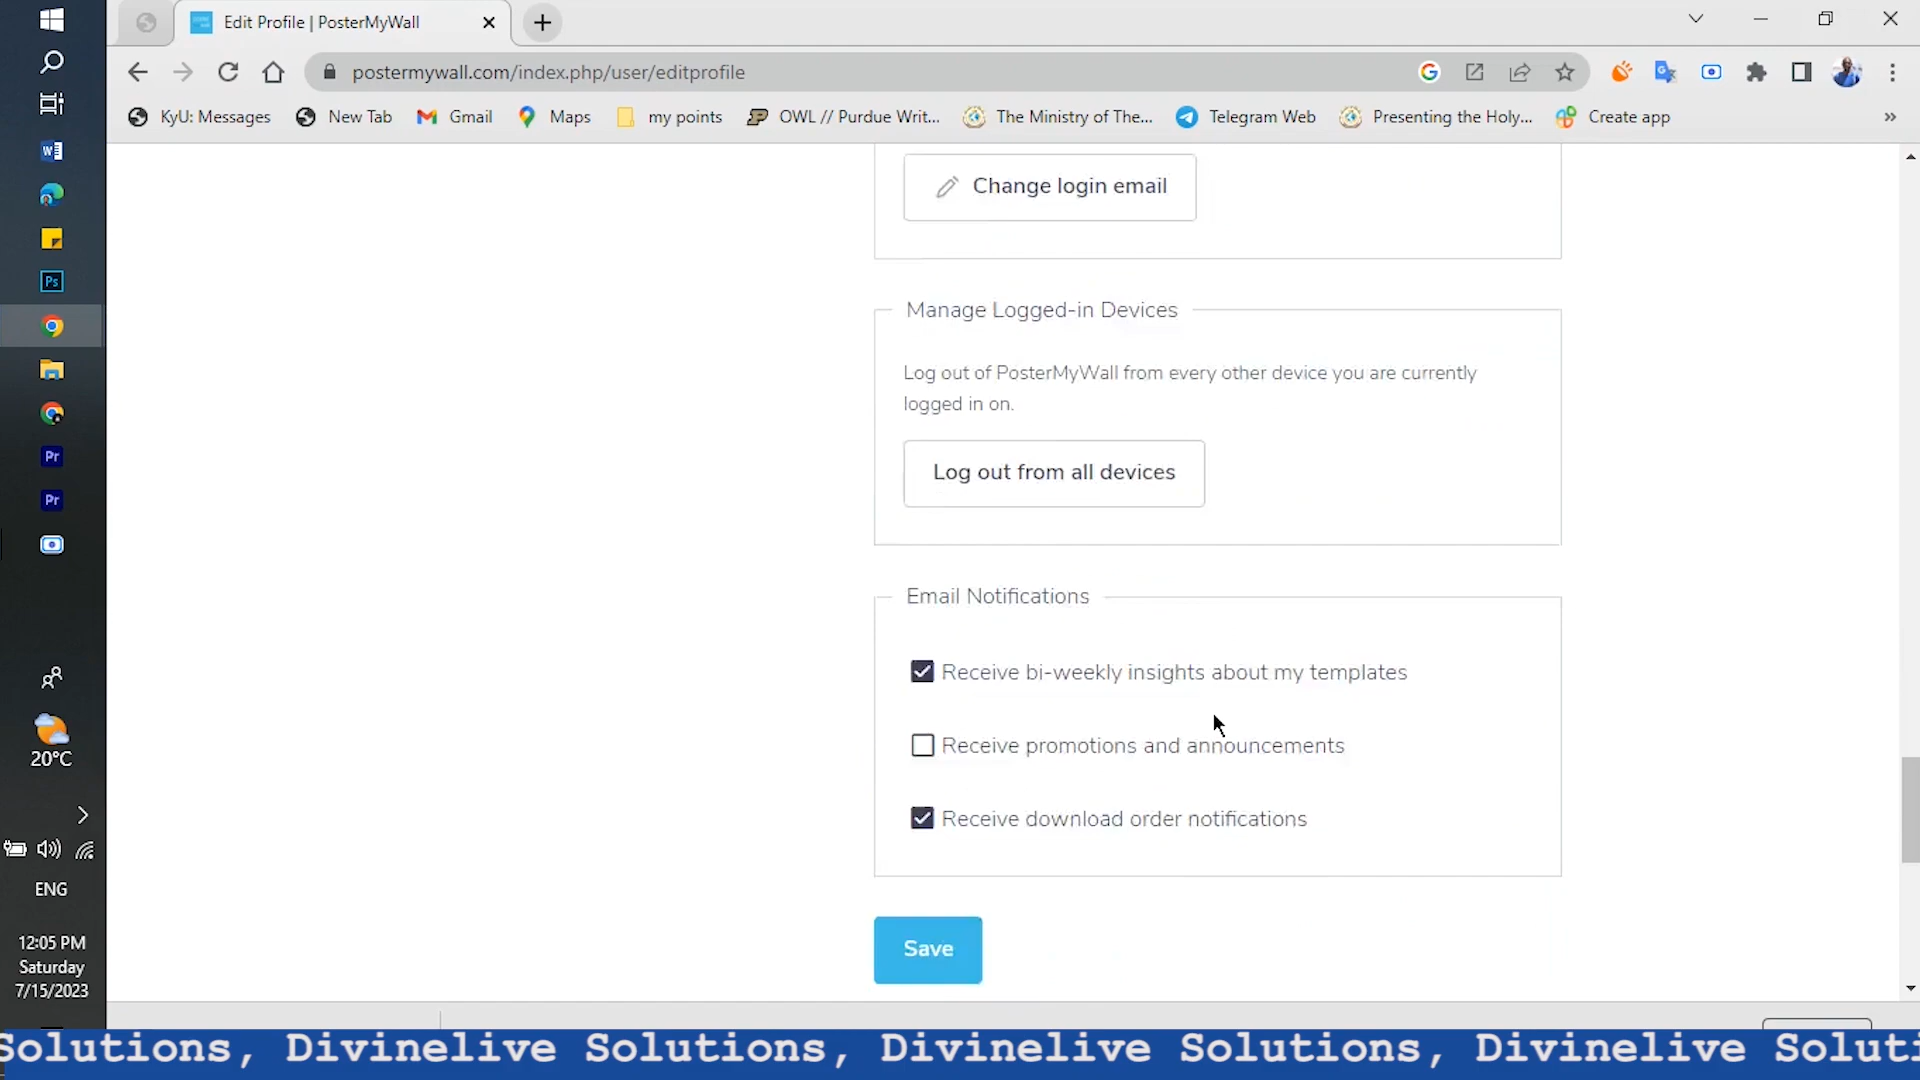 Edit Profile | PosterMyWall
postermywall.com/index.php/user/editprofile
KyU: Messages
New Tab
Gmail
Maps
my points
OWL // Purdue Writ...
The Ministry of The...
Telegram Web
Presenting the Holy...
Create app
»
Change login email
Manage Logged-in Devices
Log out of PosterMyWall from every other device you are currently
logged in on.
Log out from all devices
Email Notifications
Receive bi-weekly insights about my templates
Receive promotions and announcements
Receive download order notifications
Save
Ps
Pr
Pr
20°C
ENG
12:05 PM
Saturday
7/15/2023
Solutions, Divinelive Solutions, Divinelive Solutions, Divinelive Soluti